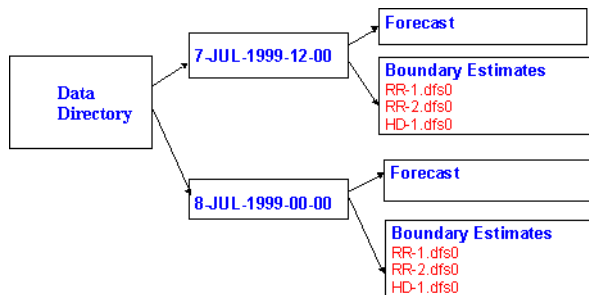 Data
Directory
7-JUL-1999-12-00
Forecast
Boundary Estimates
RR-1.dfs0
RR-2.dfs0
HD-1.dfs0
8-JUL-1999-00-00
Forecast
Boundary Estimates
RR-1.dfs0
RR-2.dfs0
HD-1.dfs0